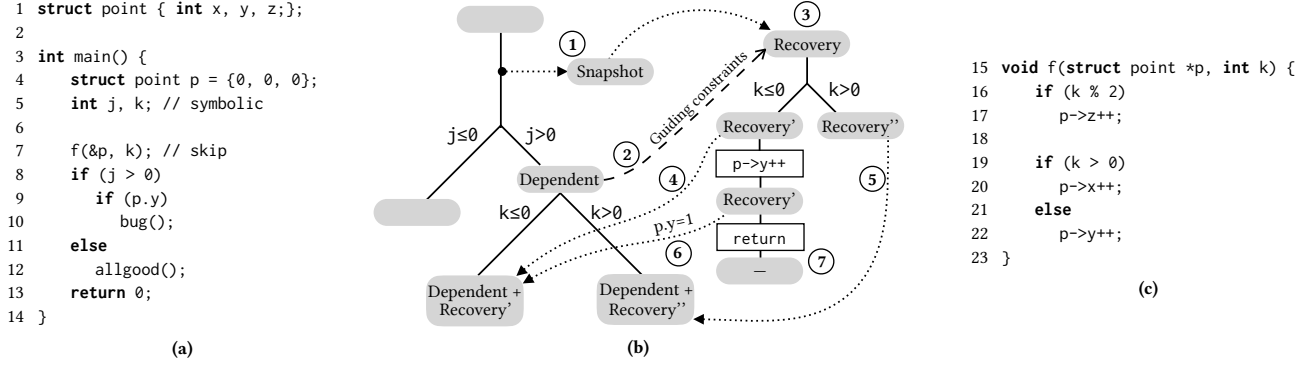 1 struct point { int x, y, z;};
2
3 int main() {
4 struct point p = {0, 0, 0};
5 int j, k; // symbolic
6
7 f(&p, k); // skip
8 if (j > 0)
9 if (p.y)
10 bug();
11 else
12 allgood();
13 return 0;
14 }
(a)
1
Snapshot
j≤0
j>0
2
Dependent
k≤0
k>0
Dependent +
Recovery'
Dependent +
Recovery''
Guiding constraints
3
Recovery
k≤0
k>0
Recovery'
Recovery''
p->y++
4
5
Recovery'
p.y=1
6
return
7
—
(b)
15 void f(struct point *p, int k) {
16 if (k % 2)
17 p->z++;
18
19 if (k > 0)
20 p->x++;
21 else
22 p->y++;
23 }
(c)